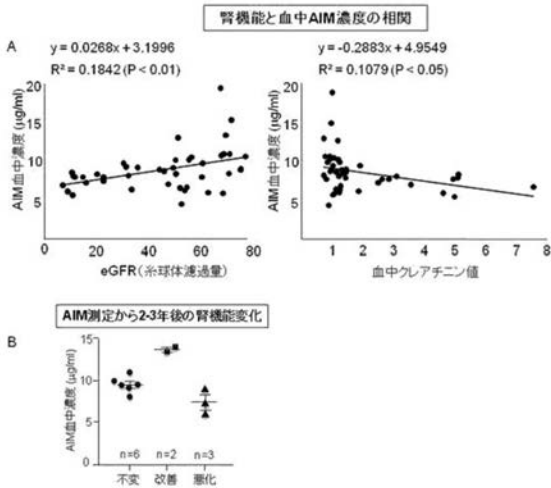 腎機能と血中AIM濃度の相関
A
y = 0.0268x + 3.1996
R² = 0.1842 (P < 0.01)
AIM血中濃度 (μg/ml)
20
15
10
5
0
20
40
60
80
eGFR(糸球体濾過量)
y = -0.2883x + 4.9549
R² = 0.1079 (P < 0.05)
AIM血中濃度 (μg/ml)
20
15
10
5
1
2
3
4
5
6
7
8
血中クレアチニン値
AIM測定から2-3年後の腎機能変化
B
AIM血中濃度 (μg/ml)
15
10
5
0
n=6
n=2
n=3
不変
改善
悪化